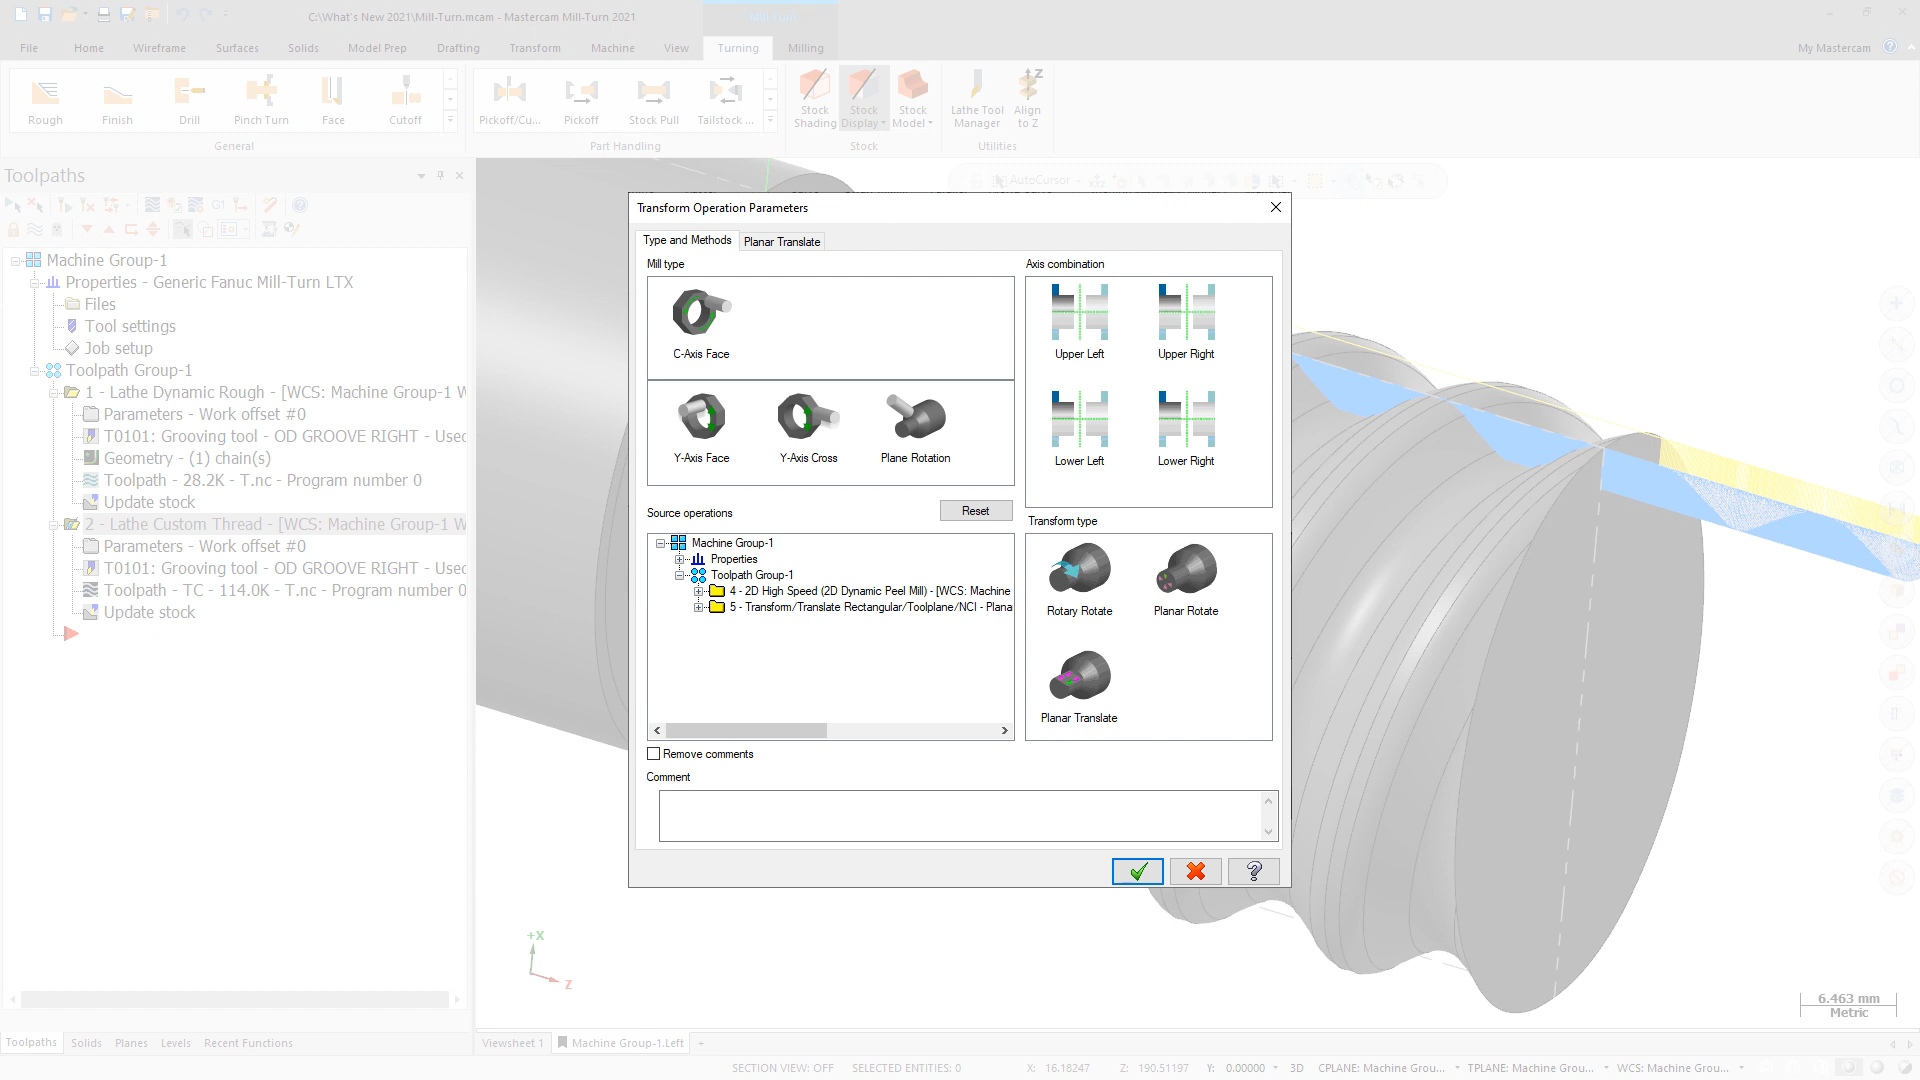 C:\What's New 2021\Mill-Turn.mcam - Mastercam Mill-Turn 2021
Mill-Turn
File Home Wireframe Surfaces Solids Model Prep Drafting Transform Machine View Turning Milling
My Mastercam
Rough Finish Drill Pinch Turn Face Cutoff
General
Pickoff/Cu... Pickoff Stock Pull Tailstock ...
Part Handling
Stock Shading Stock Display Stock Model
Stock
Lathe Tool Manager Align to Z
Utilities
Toolpaths
AutoCursor
G1
Machine Group-1
Properties - Generic Fanuc Mill-Turn LTX
Files
Tool settings
Job setup
Toolpath Group-1
1 - Lathe Dynamic Rough - [WCS: Machine Group-1 W
Parameters - Work offset #0
T0101: Grooving tool - OD GROOVE RIGHT - Used
Geometry - (1) chain(s)
Toolpath - 28.2K - T.nc - Program number 0
Update stock
2 - Lathe Custom Thread - [WCS: Machine Group-1 W
Parameters - Work offset #0
T0101: Grooving tool - OD GROOVE RIGHT - Used
Toolpath - TC - 114.0K - T.nc - Program number 0
Update stock
Transform Operation Parameters
Type and Methods Planar Translate
Mill type
C-Axis Face
Y-Axis Face Y-Axis Cross Plane Rotation
Axis combination
Upper Left Upper Right
Lower Left Lower Right
Source operations
Reset
Machine Group-1
Properties
Toolpath Group-1
4 - 2D High Speed (2D Dynamic Peel Mill) - [WCS: Machine
5 - Transform/Translate Rectangular/Toolplane/NCI - Plana
Transform type
Rotary Rotate Planar Rotate
Planar Translate
Remove comments
Comment
+X
Z
6.463 mm
Metric
Toolpaths Solids Planes Levels Recent Functions
Viewsheet 1 Machine Group-1.Left +
SECTION VIEW: OFF SELECTED ENTITIES: 0 X: 16.18247 Z: 190.51197 Y: 0.00000 3D CPLANE: Machine Grou... TPLANE: Machine Grou... WCS: Machine Grou...